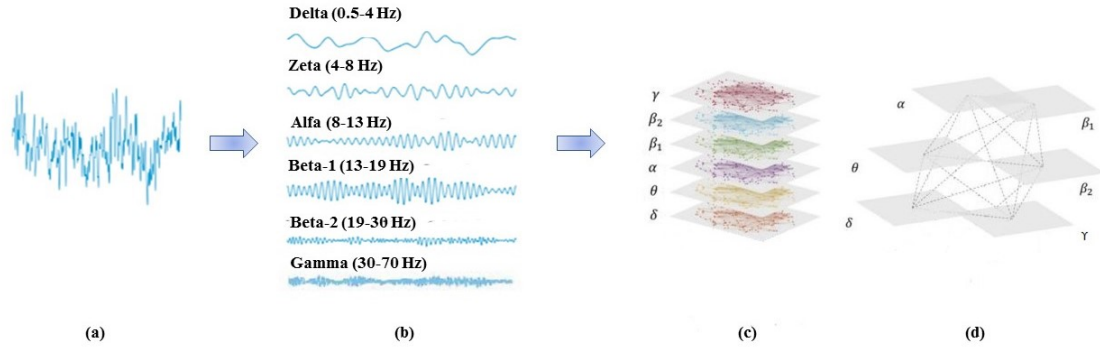 Delta (0.5-4 Hz)
Zeta (4-8 Hz)
Alfa (8-13 Hz)
Beta-1 (13-19 Hz)
Beta-2 (19-30 Hz)
Gamma (30-70 Hz)
γ
β2
β1
α
θ
δ
α
β1
θ
β2
δ
ϒ
(a)
(b)
(c)
(d)